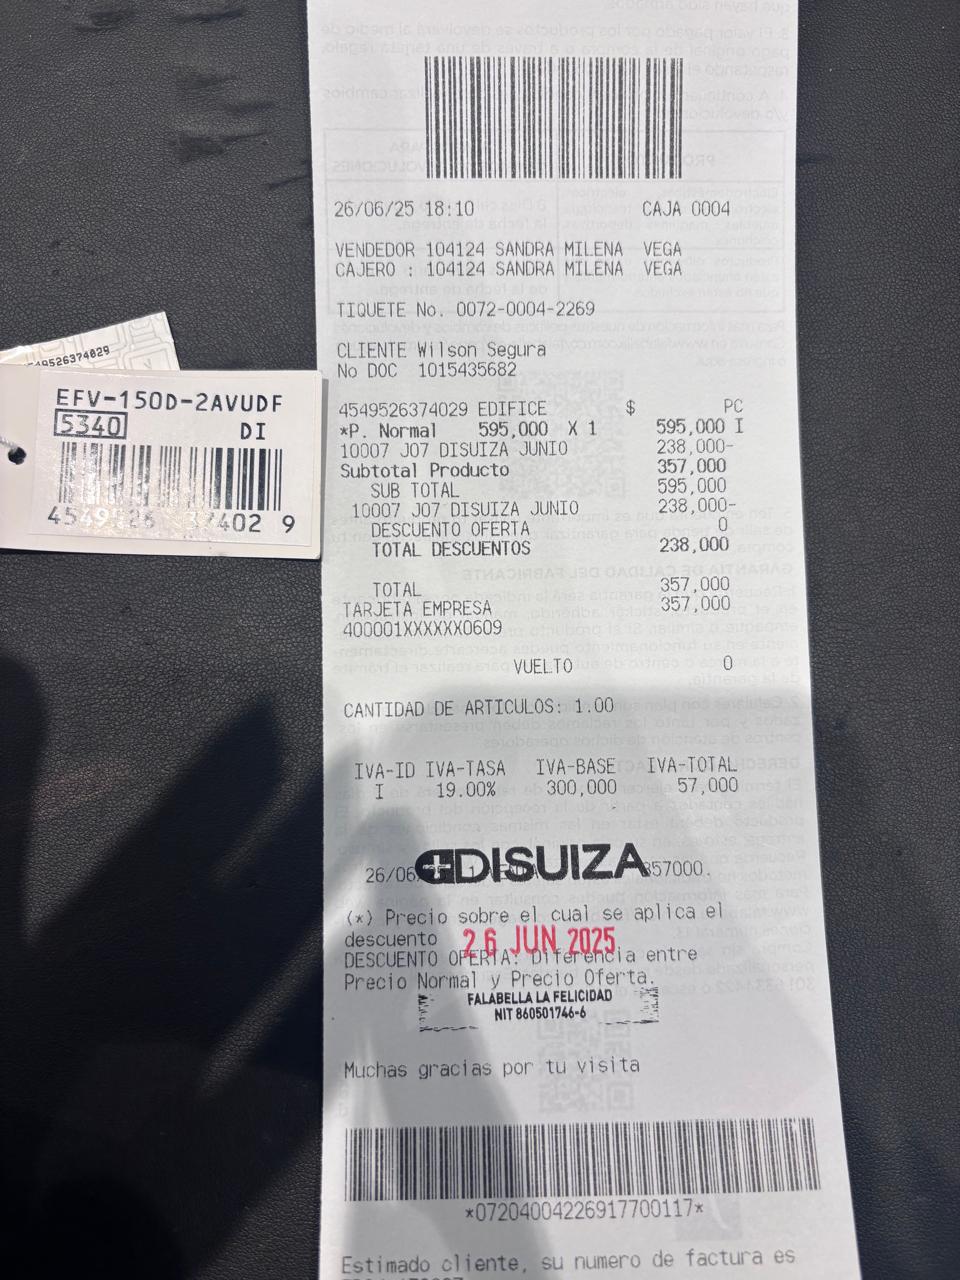 26/06/25 18:10 CAJA 0004
VENDEDOR 104124 SANDRA MILENA VEGA
CAJERO : 104124 SANDRA MILENA VEGA
TIQUETE No. 0072-0004-2269
CLIENTE Wilson Segura
No DOC 1015435682
4549526374029 EDIFICE $ PC
*P. Normal 595,000 X 1 595,000 I
10007 J07 DISUIZA JUNIO 238,000-
Subtotal Producto 357,000
SUB TOTAL 595,000
10007 J07 DISUIZA JUNIO 238,000-
DESCUENTO OFERTA 0
TOTAL DESCUENTOS 238,000
TOTAL 357,000
TARJETA EMPRESA 357,000
400001XXXXXX0609
VUELTO 0
CANTIDAD DE ARTICULOS: 1.00
IVA-ID IVA-TASA IVA-BASE IVA-TOTAL
I 19.00% 300,000 57,000
DISUIZA
26/06 357000.
(*) Precio sobre el cual se aplica el
descuento
26 JUN 2025
DESCUENTO OFERTA: Diferencia entre
Precio Normal y Precio Oferta.
FALABELLA LA FELICIDAD
NIT 860501746-6
Muchas gracias por tu visita
*07204004226917700117*
Estimado cliente, su numero de factura es
EFV-150D-2AVUDF
5340 DI
4549526 37402 9